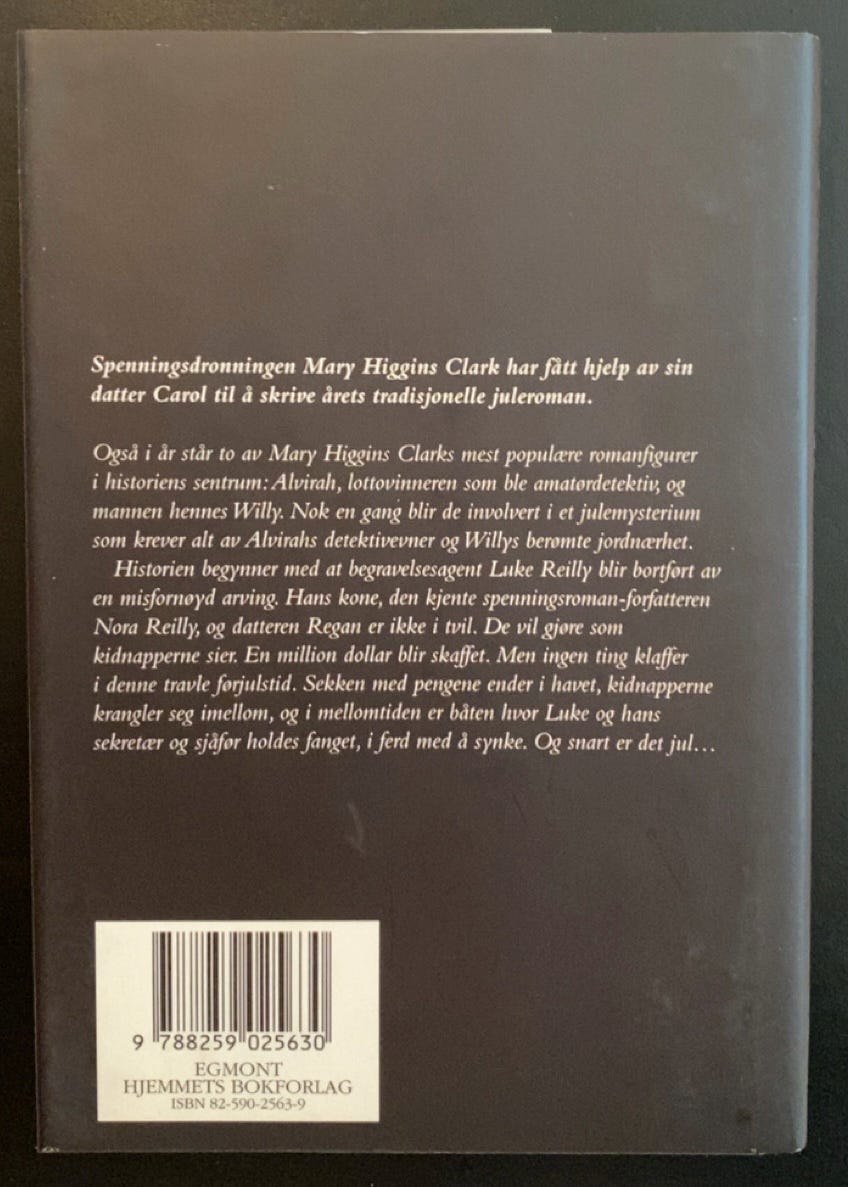 Spenningsdronningen Mary Higgins Clark har fått hjelp av sin
datter Carol til å skrive årets tradisjonelle juleroman.
Også i år står to av Mary Higgins Clarks mest populære romanfigurer
i historiens sentrum: Alvirah, lottovinneren som ble amatørdetektiv, og
mannen hennes Willy. Nok en gang blir de involvert i et julemysterium
som krever alt av Alvirahs detektivevner og Willys berømte jordnærhet.
Historien begynner med at begravelsesagent Luke Reilly blir bortført av
en misfornøyd arving. Hans kone, den kjente spenningsroman-forfatteren
Nora Reilly, og datteren Regan er ikke i tvil. De vil gjøre som
kidnapperne sier. En million dollar blir skaffet. Men ingen ting klaffer
i denne travle førjulstid. Sekken med pengene ender i havet, kidnapperne
krangler seg imellom, og i mellomtiden er båten hvor Luke og hans
sekretær og sjåfør holdes fanget, i ferd med å synke. Og snart er det jul...
9 788259 025630
EGMONT
HJEMMETS BOKFORLAG
ISBN 82-590-2563-9